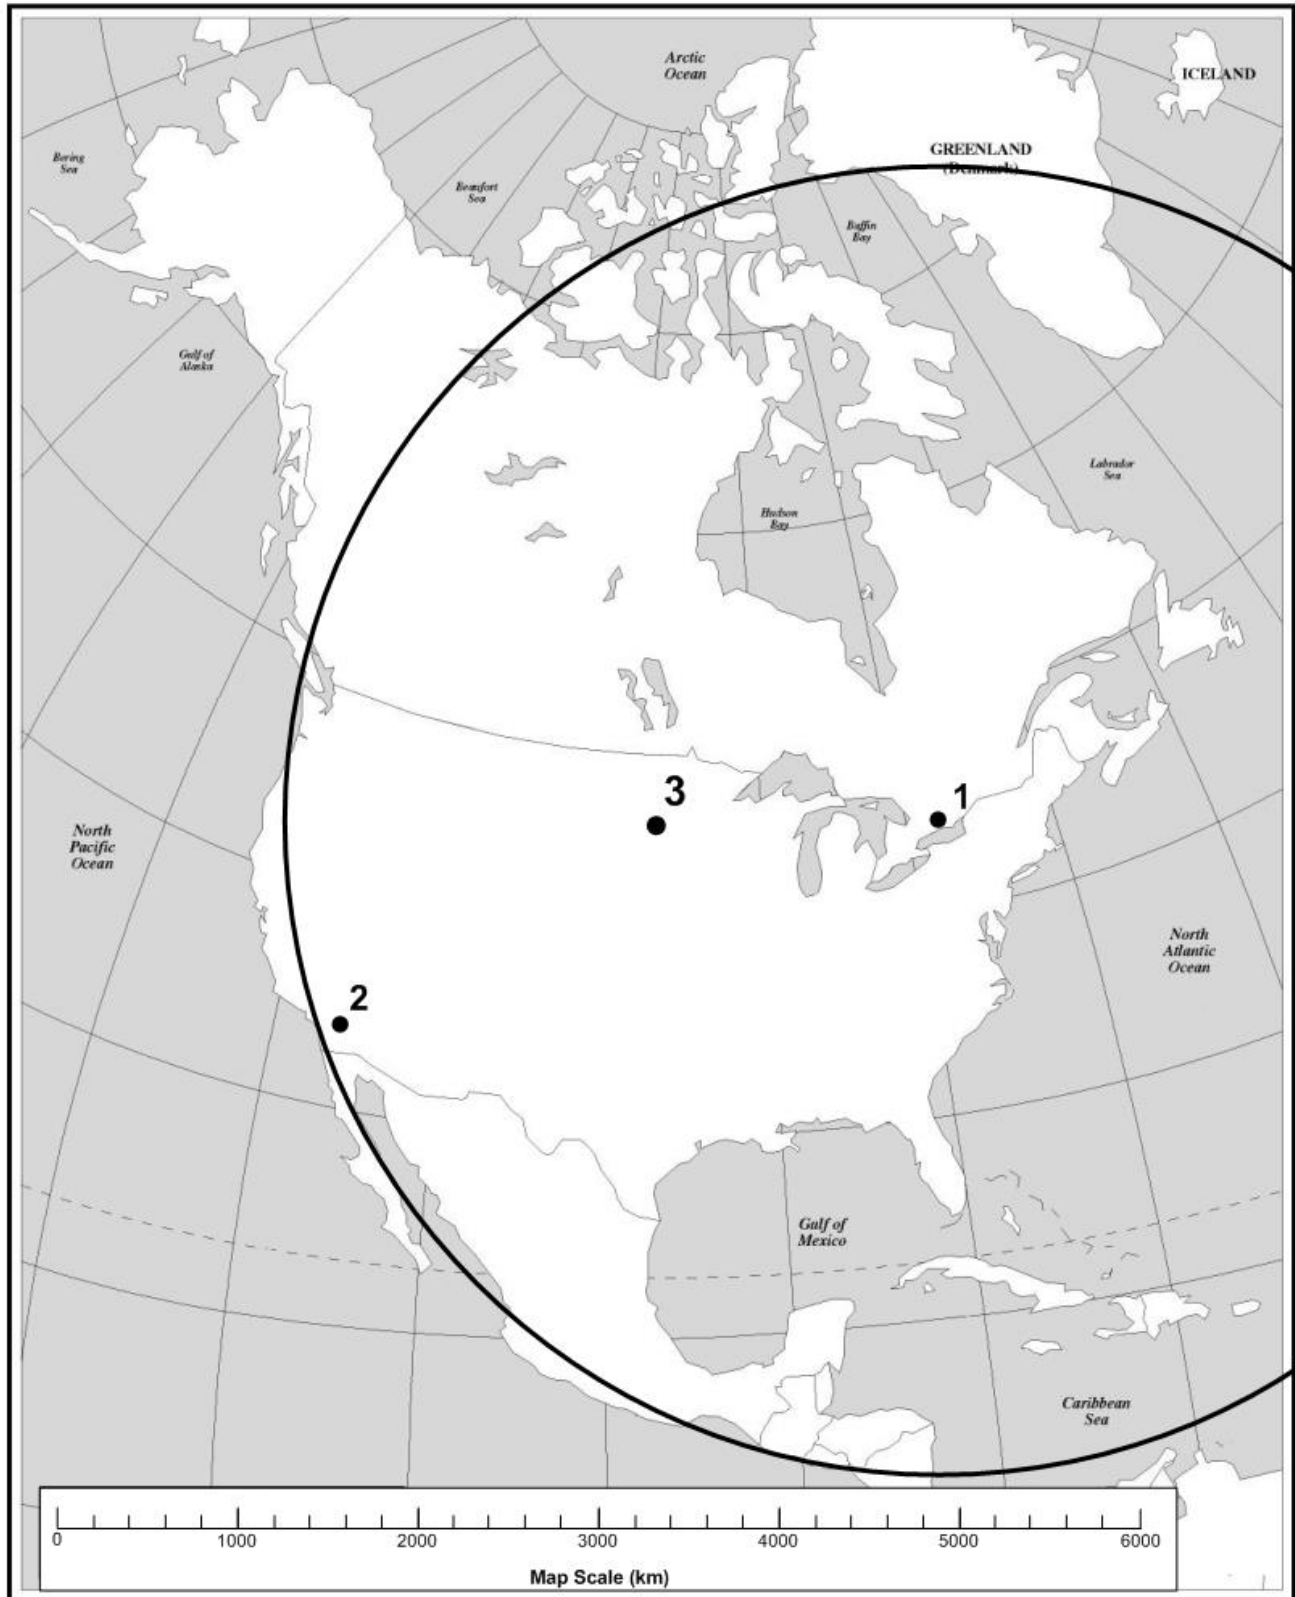 Arctic
Ocean
ICELAND
GREENLAND
(Denmark)
Bering
Sea
Beaufort
Sea
Baffin
Bay
Gulf of
Alaska
Labrador
Sea
Hudson
Bay
3
1
North
Pacific
Ocean
North
Atlantic
Ocean
2
Gulf of
Mexico
Caribbean
Sea
0 1000 2000 3000 4000 5000 6000
Map Scale (km)